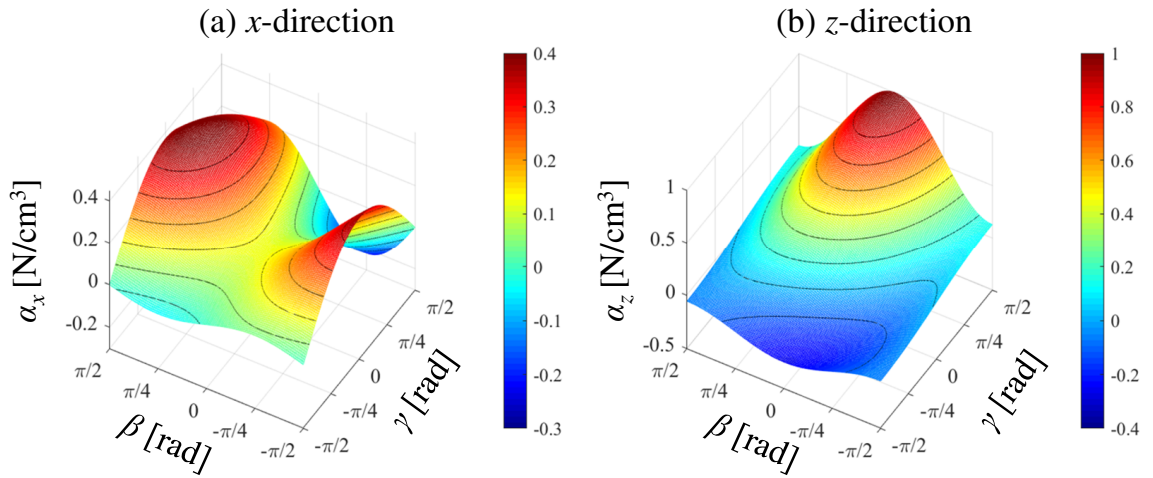 (a) x-direction
(b) z-direction
0.4
0.3
0.2
0.1
0
-0.1
-0.2
-0.3
αx [N/cm³]
0.4
0.2
0
-0.2
π/2
π/4
0
-π/4
-π/2
β [rad]
-π/2
-π/4
0
π/4
π/2
γ [rad]
1
0.8
0.6
0.4
0.2
0
-0.2
-0.4
αz [N/cm³]
1
0.5
0
-0.5
π/2
π/4
0
-π/4
-π/2
β [rad]
-π/2
-π/4
0
π/4
π/2
γ [rad]